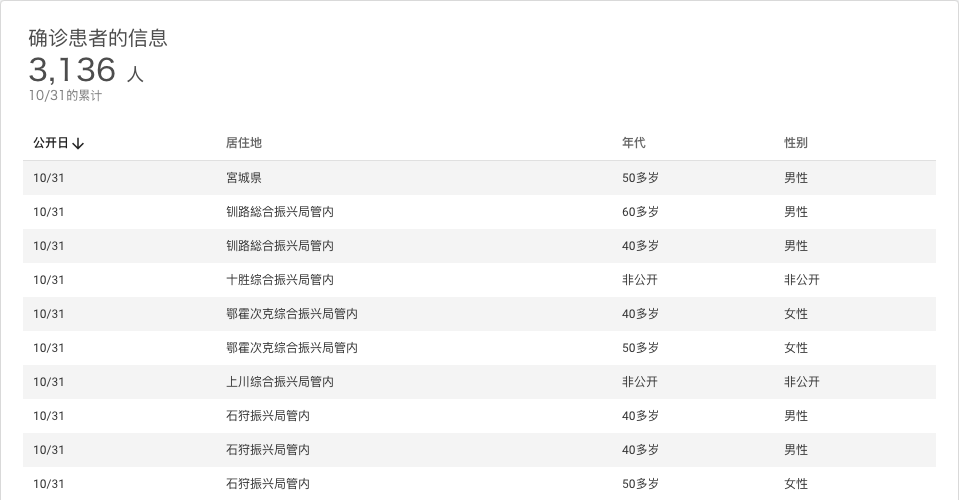 确诊患者的信息
3,136 人
10/31的累计
公开日↓ 居住地 年代 性别
10/31 宮城県 50多岁 男性
10/31 钏路総合振兴局管内 60多岁 男性
10/31 钏路総合振兴局管内 40多岁 男性
10/31 十胜综合振兴局管内 非公开 非公开
10/31 鄂霍次克综合振兴局管内 40多岁 女性
10/31 鄂霍次克综合振兴局管内 50多岁 女性
10/31 上川综合振兴局管内 非公开 非公开
10/31 石狩振兴局管内 40多岁 男性
10/31 石狩振兴局管内 40多岁 男性
10/31 石狩振兴局管内 50多岁 女性